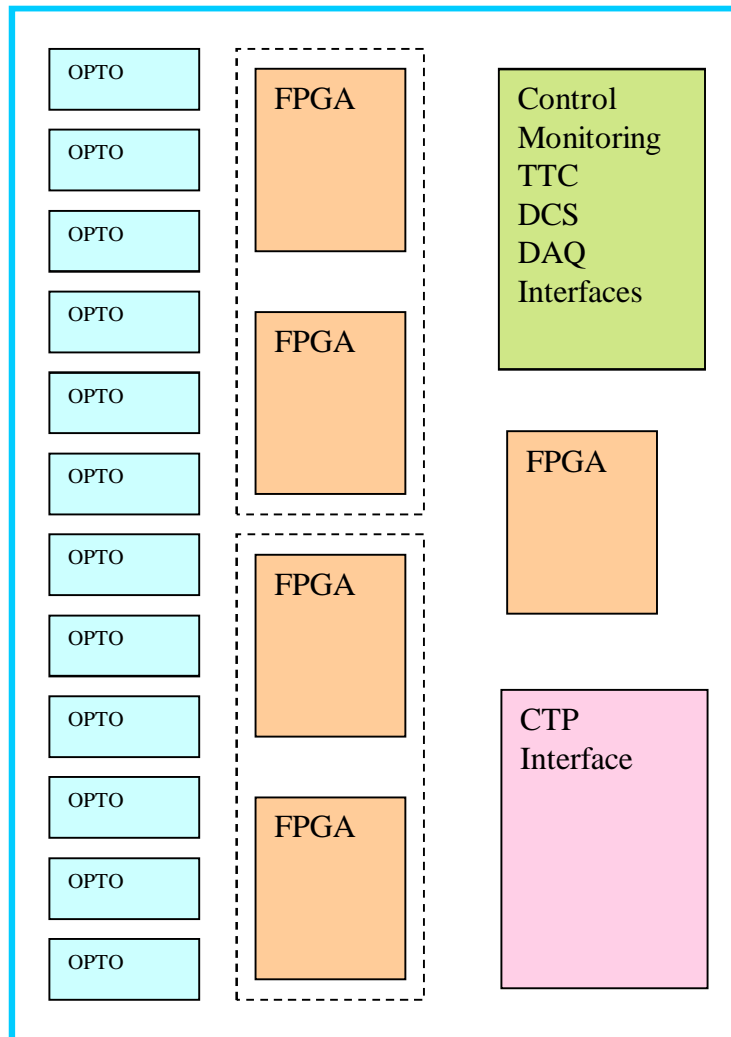 OPTO
OPTO
OPTO
OPTO
OPTO
OPTO
OPTO
OPTO
OPTO
OPTO
OPTO
OPTO
FPGA
FPGA
FPGA
FPGA
Control
Monitoring
TTC
DCS
DAQ
Interfaces
FPGA
CTP
Interface